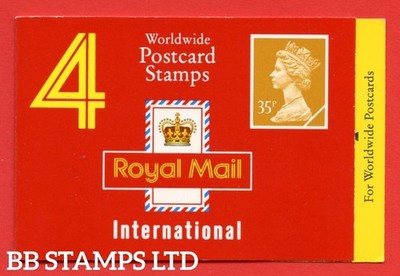 4
Worldwide
Postcard
Stamps
35P
Royal Mail
International
For Worldwide Postcards
BB STAMPS LTD